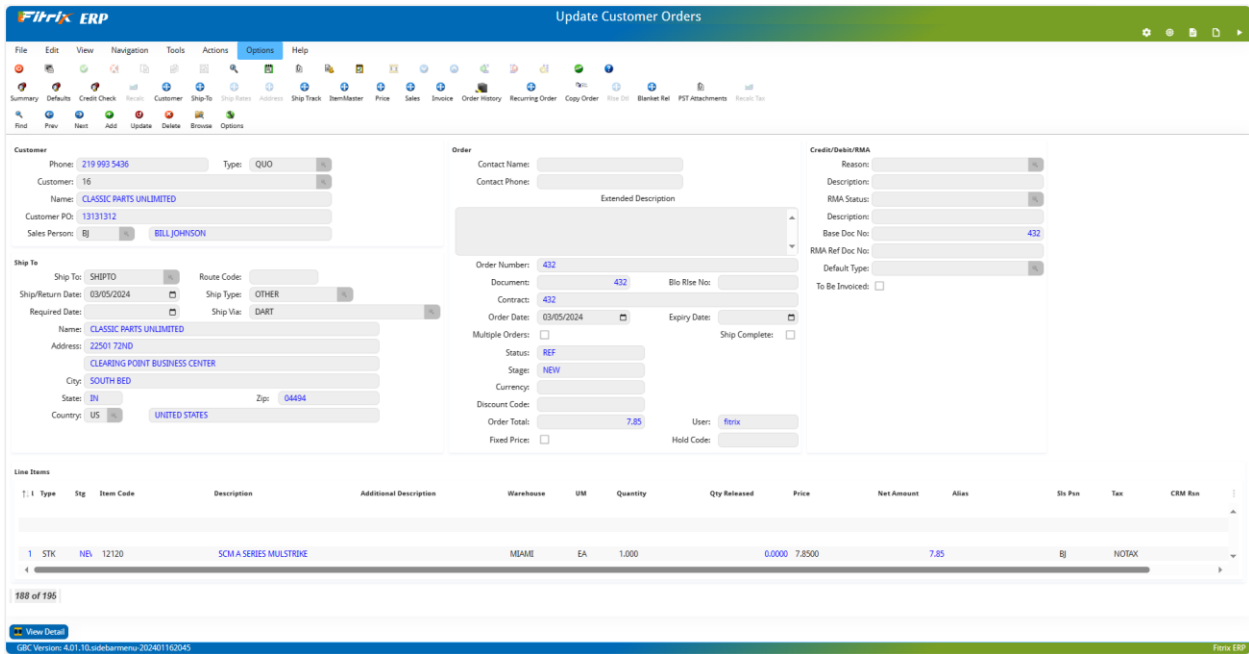 Fitrix ERP
Update Customer Orders
File Edit View Navigation Tools Actions Options Help
Summary Defaults Credit Check Recalc Customer Ship-To Ship Rates Address Ship Track ItemMaster Price Sales Invoice Order History Recurring Order Copy Order Rlse Dtl Blanket Rel PST Attachments Recalc Tax
Find Prev Next Add Update Delete Browse Options
Customer
Phone: 219 993 5436 Type: QUO
Customer: 16
Name: CLASSIC PARTS UNLIMITED
Customer PO: 13131312
Sales Person: BJ BILL JOHNSON
Ship To
Ship To: SHIPTO Route Code:
Ship/Return Date: 03/05/2024 Ship Type: OTHER
Required Date: Ship Via: DART
Name: CLASSIC PARTS UNLIMITED
Address: 22501 72ND
CLEARING POINT BUSINESS CENTER
City: SOUTH BED
State: IN Zip: 04494
Country: US UNITED STATES
Order
Contact Name:
Contact Phone:
Extended Description
Order Number: 432
Document: 432 Blo Rlse No:
Contract: 432
Order Date: 03/05/2024 Expiry Date:
Multiple Orders: Ship Complete:
Status: REF
Stage: NEW
Currency:
Discount Code:
Order Total: 7.85 User: fitrix
Fixed Price: Hold Code:
Credit/Debit/RMA
Reason:
Description:
RMA Status:
Description:
Base Doc No: 432
RMA Ref Doc No:
Default Type:
To Be Invoiced:
Line Items
l Type Stg Item Code Description Additional Description Warehouse UM Quantity Qty Released Price Net Amount Alias Sls Psn Tax CRM Rsn
1 STK NEW 12120 SCM A SERIES MULSTRIKE MIAMI EA 1.000 0.0000 7.8500 7.85 BJ NOTAX
188 of 195
View Detail
GBC Version: 4.01.10.sidebarmenu-202401162045 Fitrix ERP